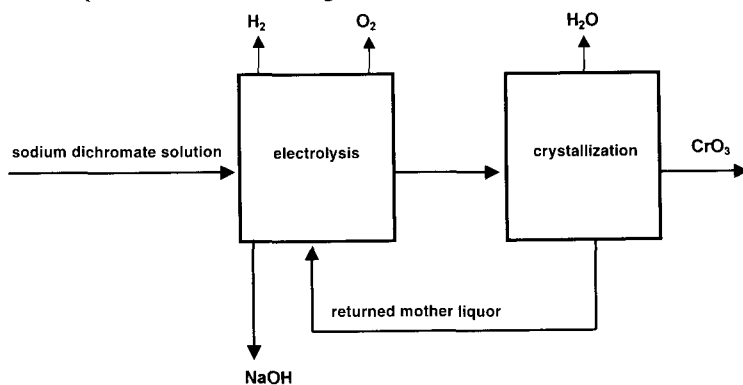 H₂
O₂
H₂O
sodium dichromate solution
electrolysis
crystallization
CrO₃
returned mother liquor
NaOH